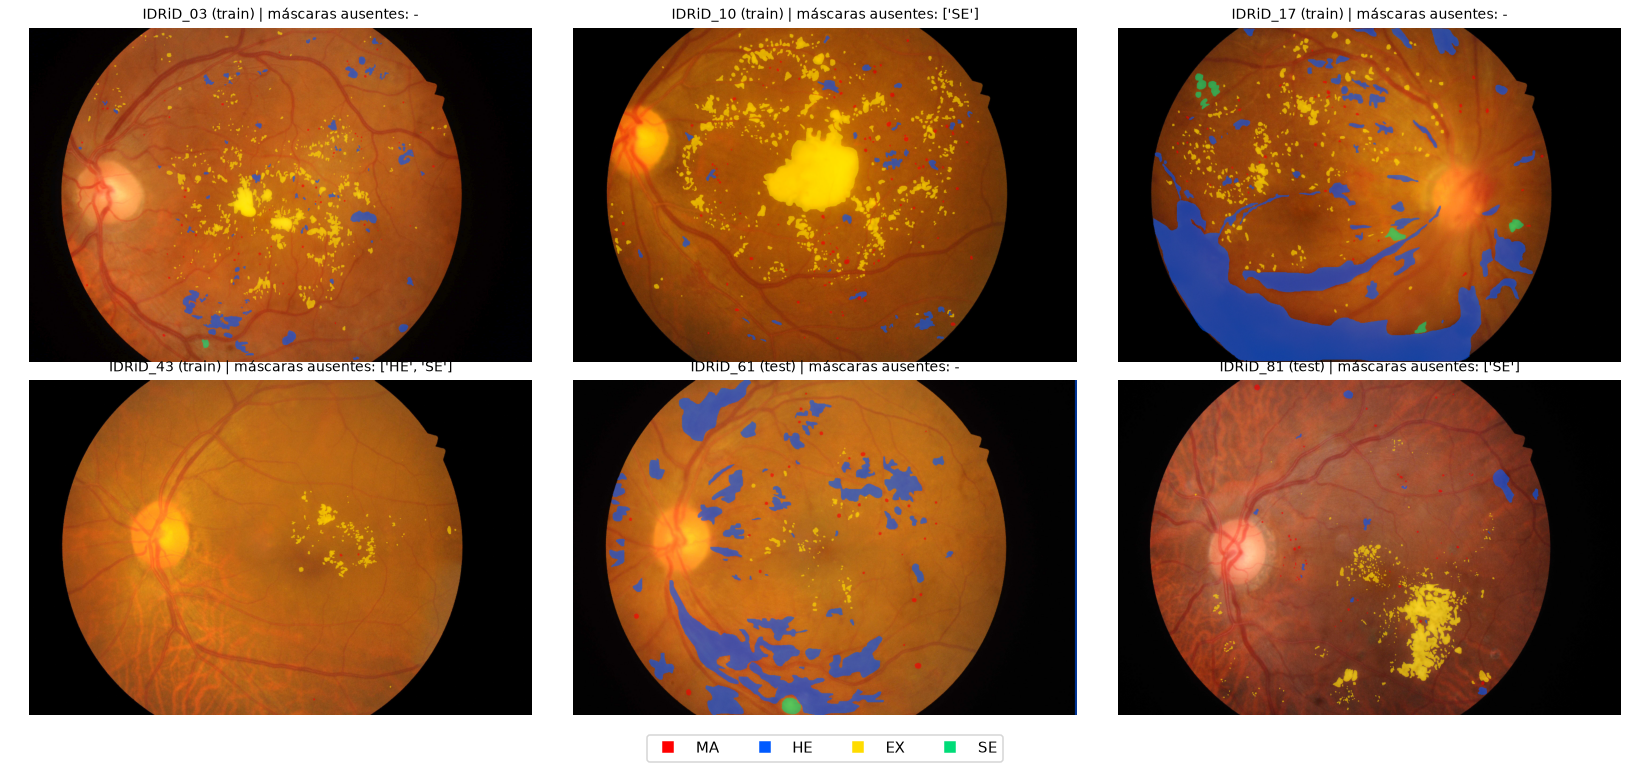 IDRiD_03 (train) | máscaras ausentes: -
IDRiD_10 (train) | máscaras ausentes: ['SE']
IDRiD_17 (train) | máscaras ausentes: -
IDRiD_43 (train) | máscaras ausentes: ['HE', 'SE']
IDRiD_61 (test) | máscaras ausentes: -
IDRiD_81 (test) | máscaras ausentes: ['SE']
MA HE EX SE